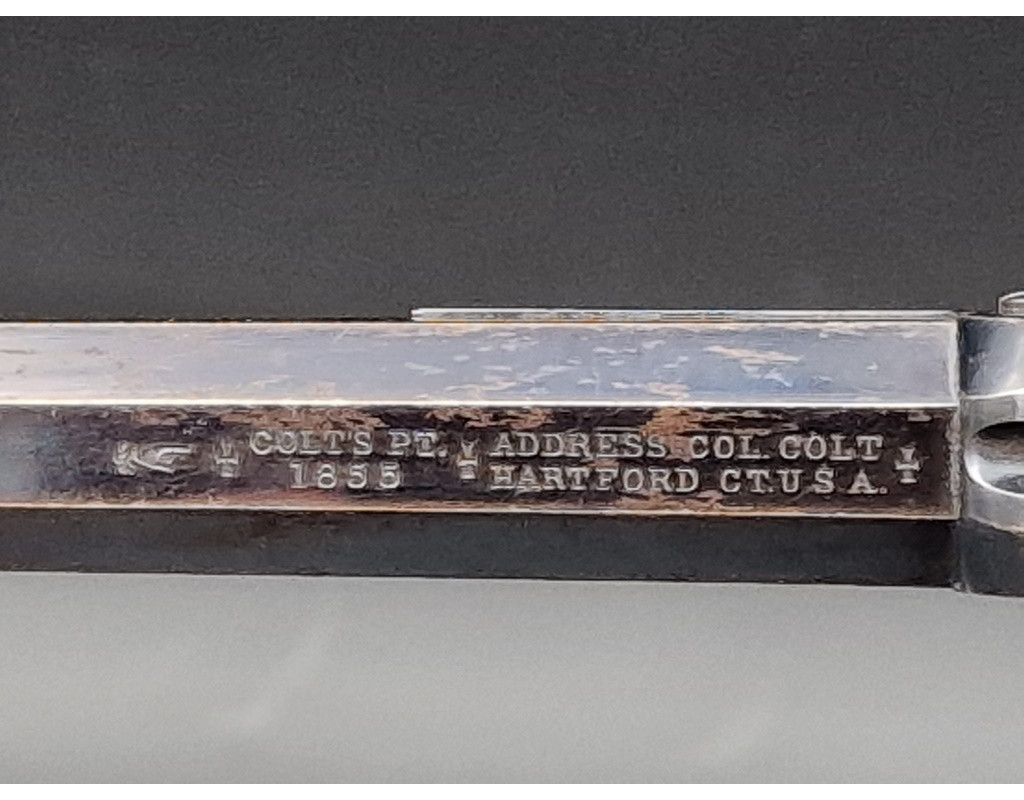 COLT'S PT.
1855
ADDRESS COL. COLT
HARTFORD CT. U S A.